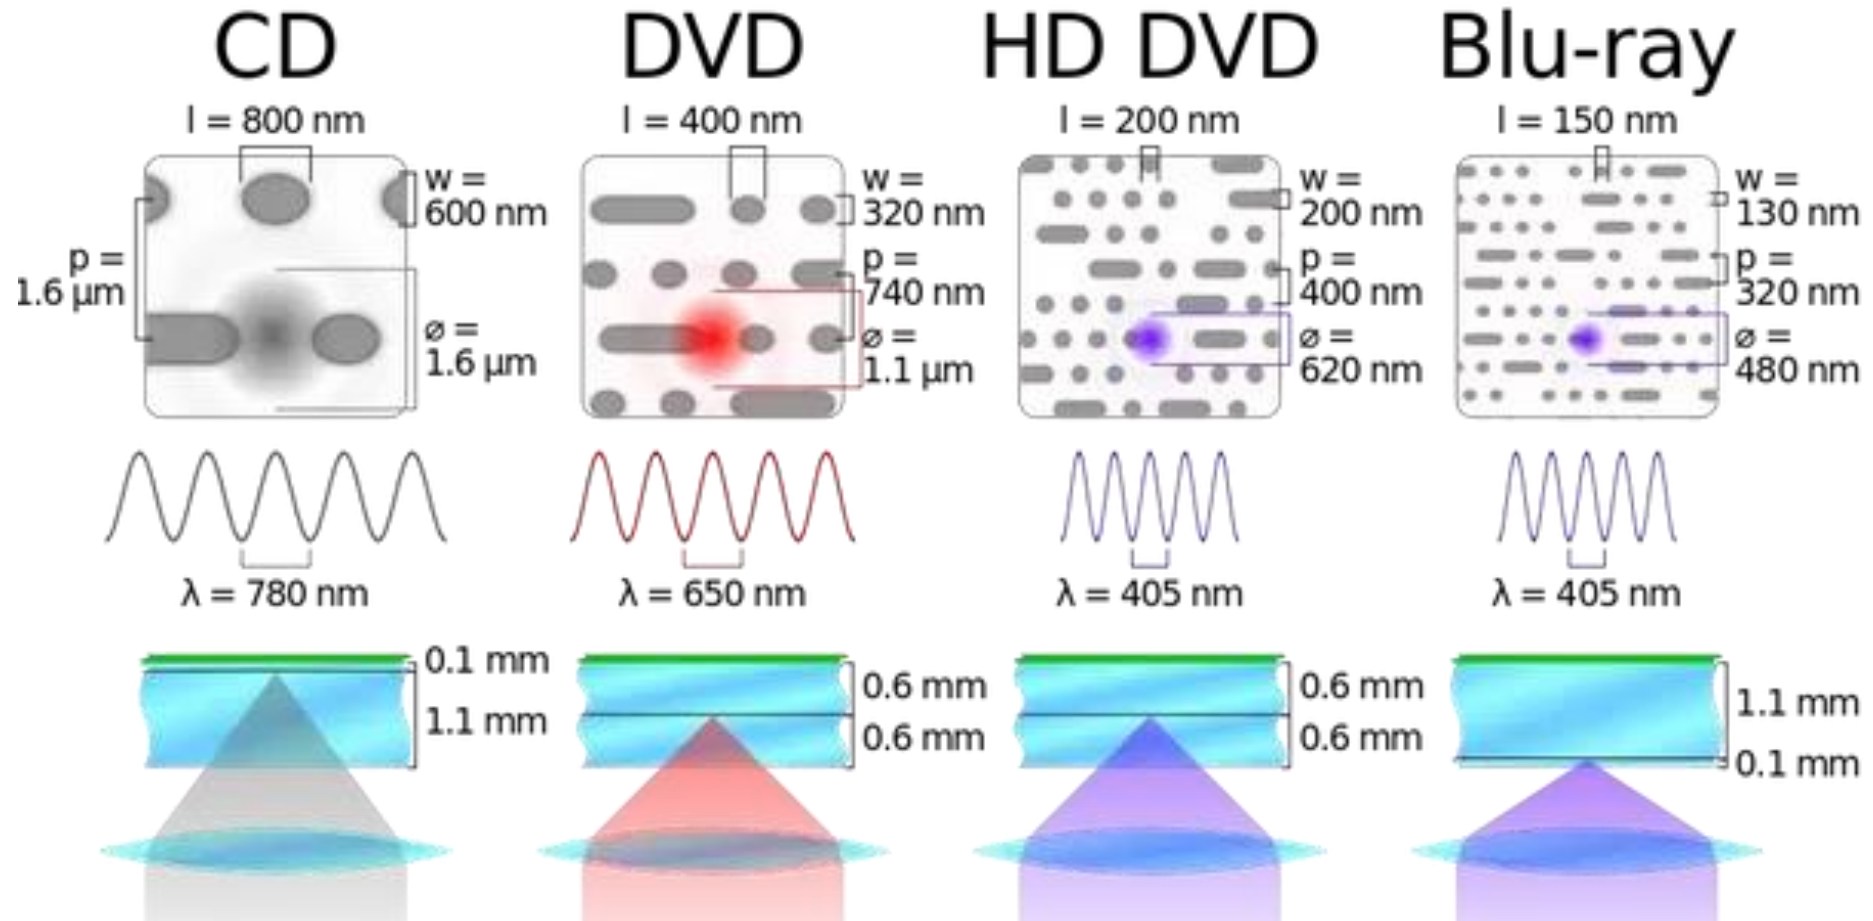 CD
l = 800 nm
w =
600 nm
p =
1.6 µm
⌀ =
1.6 µm
λ = 780 nm
0.1 mm
1.1 mm
DVD
l = 400 nm
w =
320 nm
p =
740 nm
⌀ =
1.1 µm
λ = 650 nm
0.6 mm
0.6 mm
HD DVD
l = 200 nm
w =
200 nm
p =
400 nm
⌀ =
620 nm
λ = 405 nm
0.6 mm
0.6 mm
Blu-ray
l = 150 nm
w =
130 nm
p =
320 nm
⌀ =
480 nm
λ = 405 nm
1.1 mm
0.1 mm